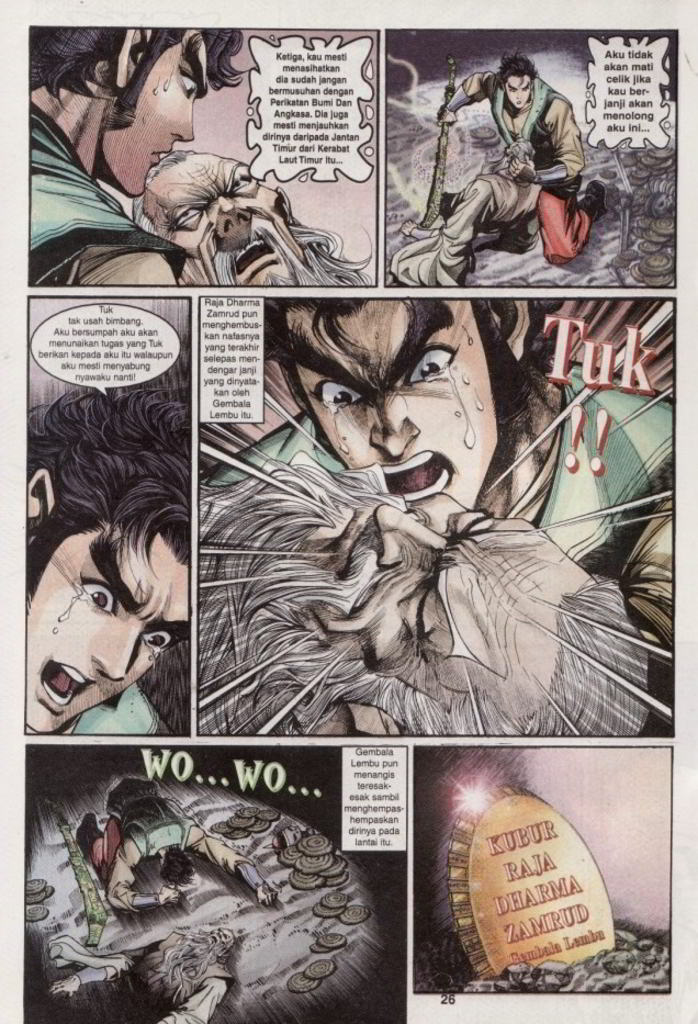 Ketiga, kau mesti
menasihatkan
dia sudah jangan
bermusuhan dengan
Perikatan Bumi Dan
Angkasa. Dia juga
mesti menjauhkan
dirinya daripada Jantan
Timur dari Kerabat
Laut Timur itu...
Aku tidak
akan mati
celik jika
kau ber-
janji akan
menolong
aku ini...
Tuk
tak usah bimbang.
Aku bersumpah aku akan
menunaikan tugas yang Tuk
berikan kepada aku itu walaupun
aku mesti menyabung
nyawaku nanti!
Raja Dharma
Zamrud pun
menghembus-
kan nafasnya
yang terakhir
selepas men-
dengar janji
yang dinyata-
kan oleh
Gembala
Lembu itu.
Tuk
!!
WO...WO...
Gembala
Lembu pun
menangis
teresak-
esak sambil
menghempas-
hempaskan
dirinya pada
lantai itu.
KUBUR
RAJA
DHARMA
ZAMRUD
Gembala Lembu
26